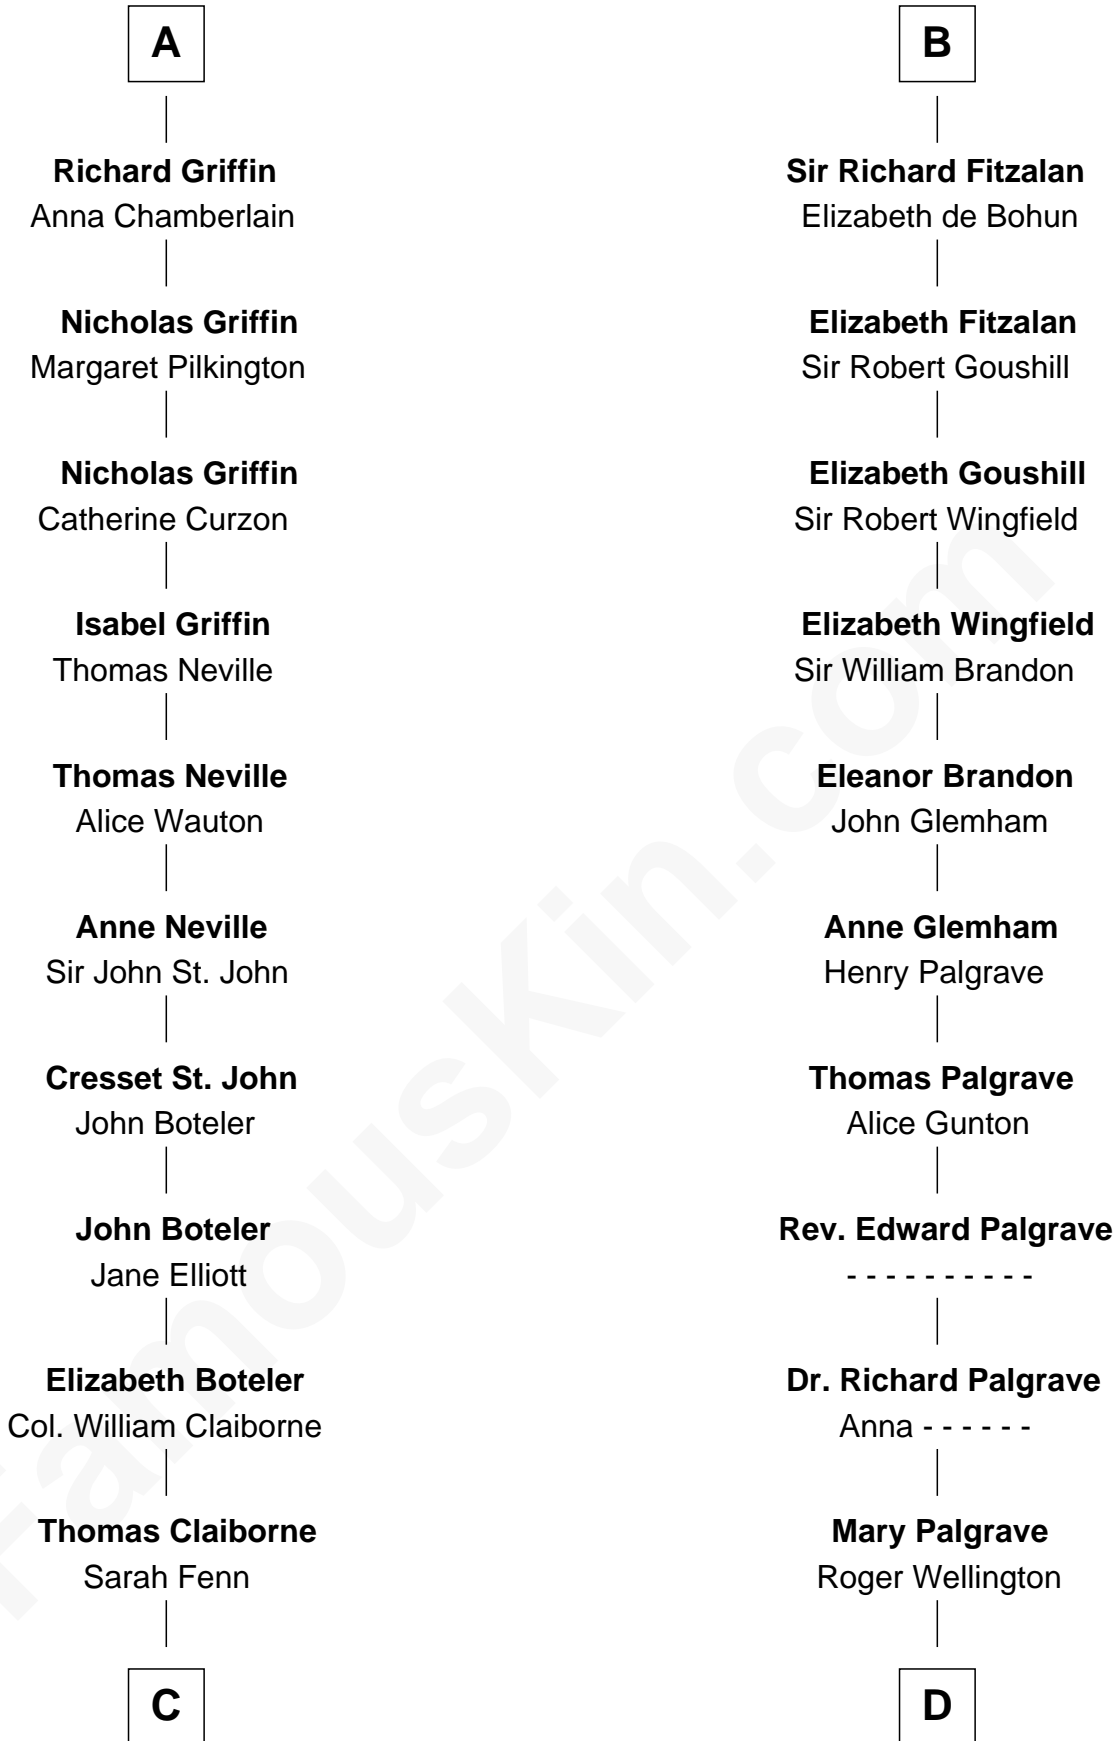 A
Richard Griffin
Anna Chamberlain
Nicholas Griffin
Margaret Pilkington
Nicholas Griffin
Catherine Curzon
Isabel Griffin
Thomas Neville
Thomas Neville
Alice Wauton
Anne Neville
Sir John St. John
Cresset St. John
John Boteler
John Boteler
Jane Elliott
Elizabeth Boteler
Col. William Claiborne
Thomas Claiborne
Sarah Fenn
C
B
Sir Richard Fitzalan
Elizabeth de Bohun
Elizabeth Fitzalan
Sir Robert Goushill
Elizabeth Goushill
Sir Robert Wingfield
Elizabeth Wingfield
Sir William Brandon
Eleanor Brandon
John Glemham
Anne Glemham
Henry Palgrave
Thomas Palgrave
Alice Gunton
Rev. Edward Palgrave
- - - - - - - - - -
Dr. Richard Palgrave
Anna - - - - - -
Mary Palgrave
Roger Wellington
D
FamousKin.com